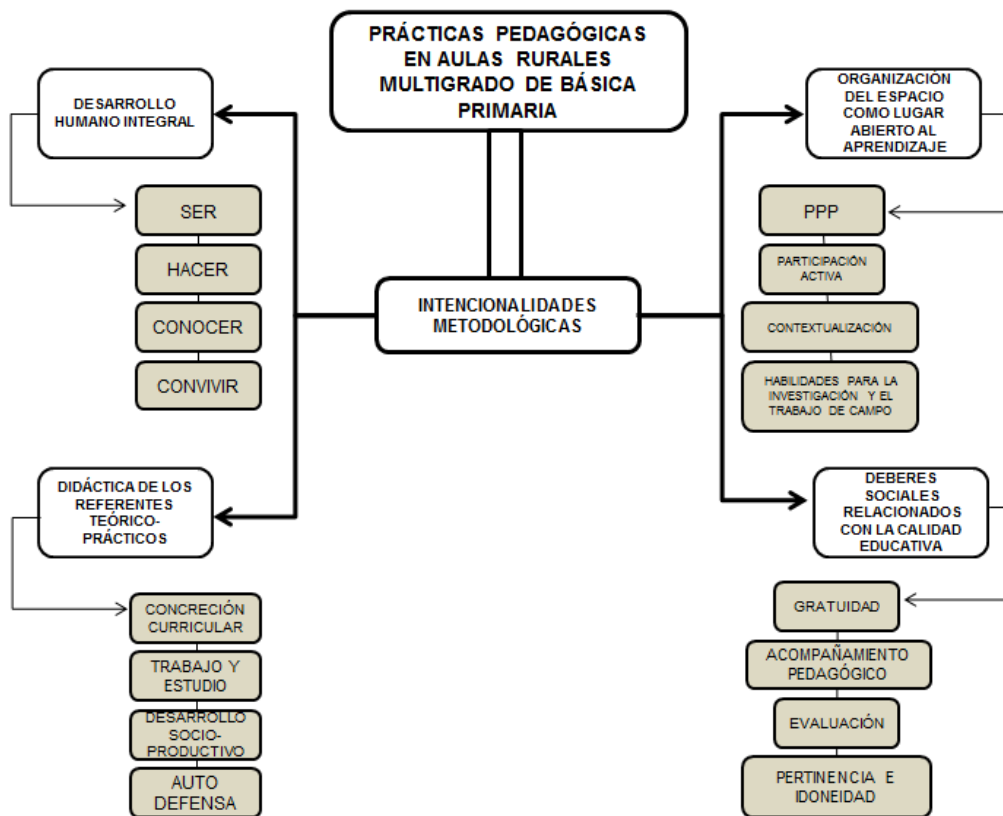 PRÁCTICAS PEDAGÓGICAS
EN AULAS RURALES
MULTIGRADO DE BÁSICA
PRIMARIA
INTENCIONALIDADES
METODOLÓGICAS
DESARROLLO
HUMANO INTEGRAL
SER
HACER
CONOCER
CONVIVIR
DIDÁCTICA DE LOS
REFERENTES
TEÓRICO-
PRÁCTICOS
CONCRECIÓN
CURRICULAR
TRABAJO Y
ESTUDIO
DESARROLLO
SOCIO-
PRODUCTIVO
AUTO
DEFENSA
ORGANIZACIÓN
DEL ESPACIO
COMO LUGAR
ABIERTO AL
APRENDIZAJE
PPP
PARTICIPACIÓN
ACTIVA
CONTEXTUALIZACIÓN
HABILIDADES PARA LA
INVESTIGACIÓN Y EL
TRABAJO DE CAMPO
DEBERES
SOCIALES
RELACIONADOS
CON LA CALIDAD
EDUCATIVA
GRATUIDAD
ACOMPAÑAMIENTO
PEDAGÓGICO
EVALUACIÓN
PERTINENCIA E
IDONEIDAD